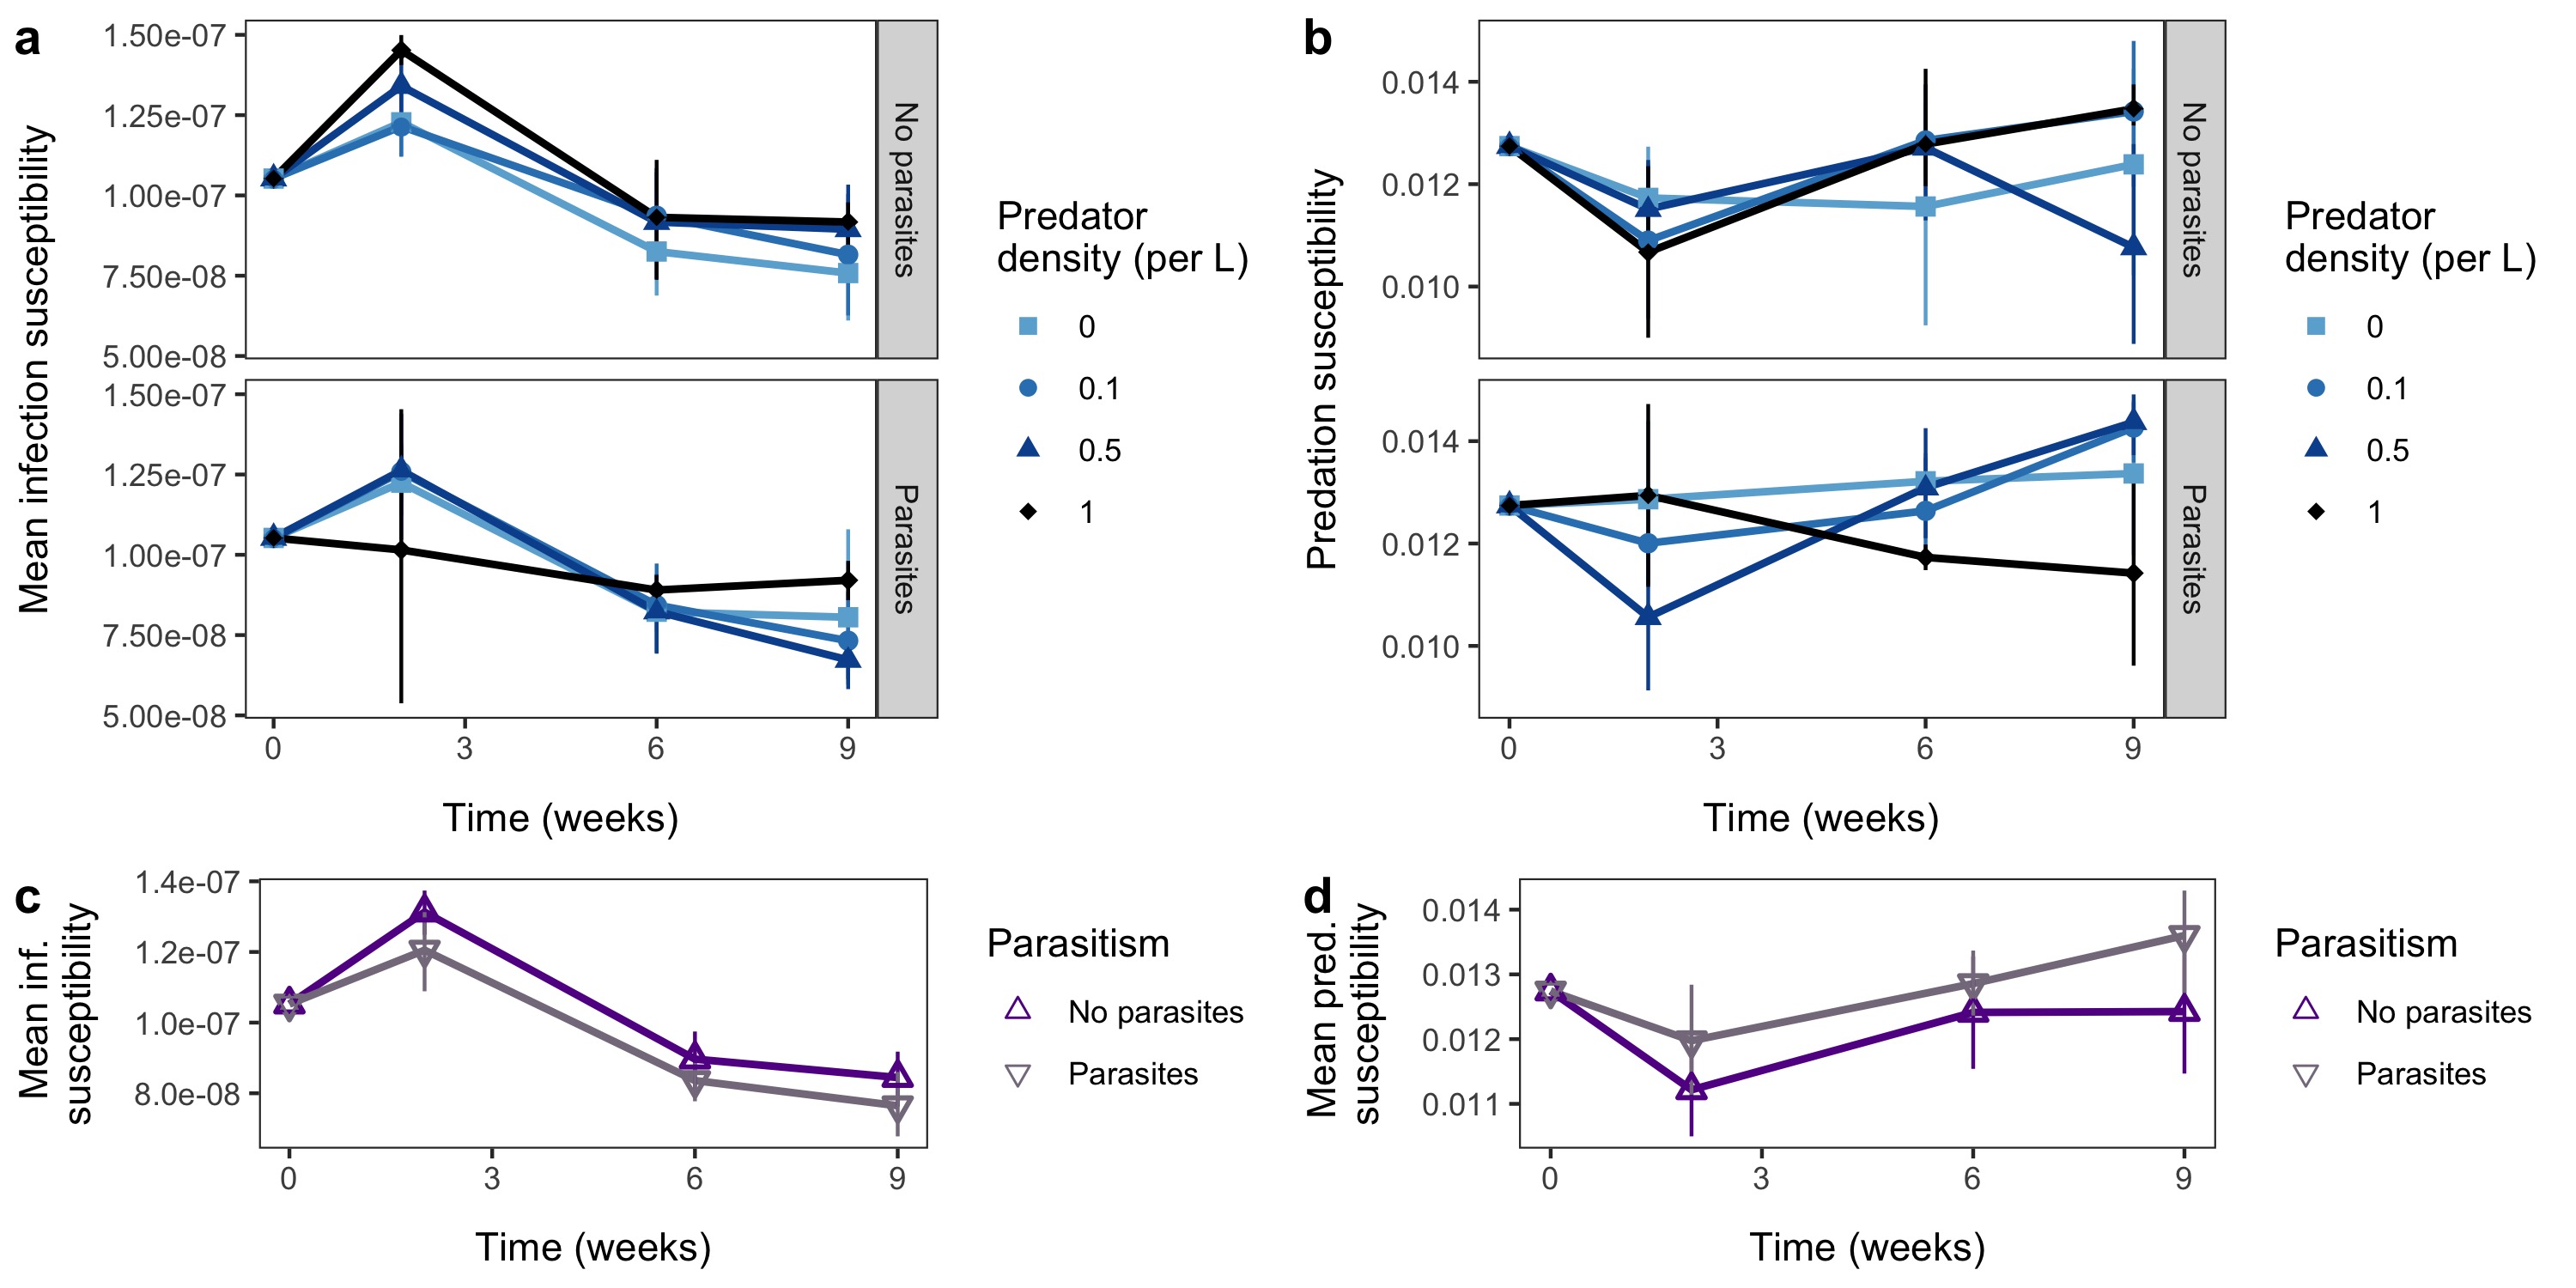 a
Mean infection susceptibility
1.50e-07
1.25e-07
1.00e-07
7.50e-08
5.00e-08
No parasites
1.50e-07
1.25e-07
1.00e-07
7.50e-08
5.00e-08
Parasites
0 3 6 9
Time (weeks)
Predator
density (per L)
0
0.1
0.5
1
b
Predation susceptibility
0.014
0.012
0.010
No parasites
0.014
0.012
0.010
Parasites
0 3 6 9
Time (weeks)
Predator
density (per L)
0
0.1
0.5
1
c
Mean inf.
susceptibility
1.4e-07
1.2e-07
1.0e-07
8.0e-08
0 3 6 9
Time (weeks)
Parasitism
No parasites
Parasites
d
Mean pred.
susceptibility
0.014
0.013
0.012
0.011
0 3 6 9
Time (weeks)
Parasitism
No parasites
Parasites